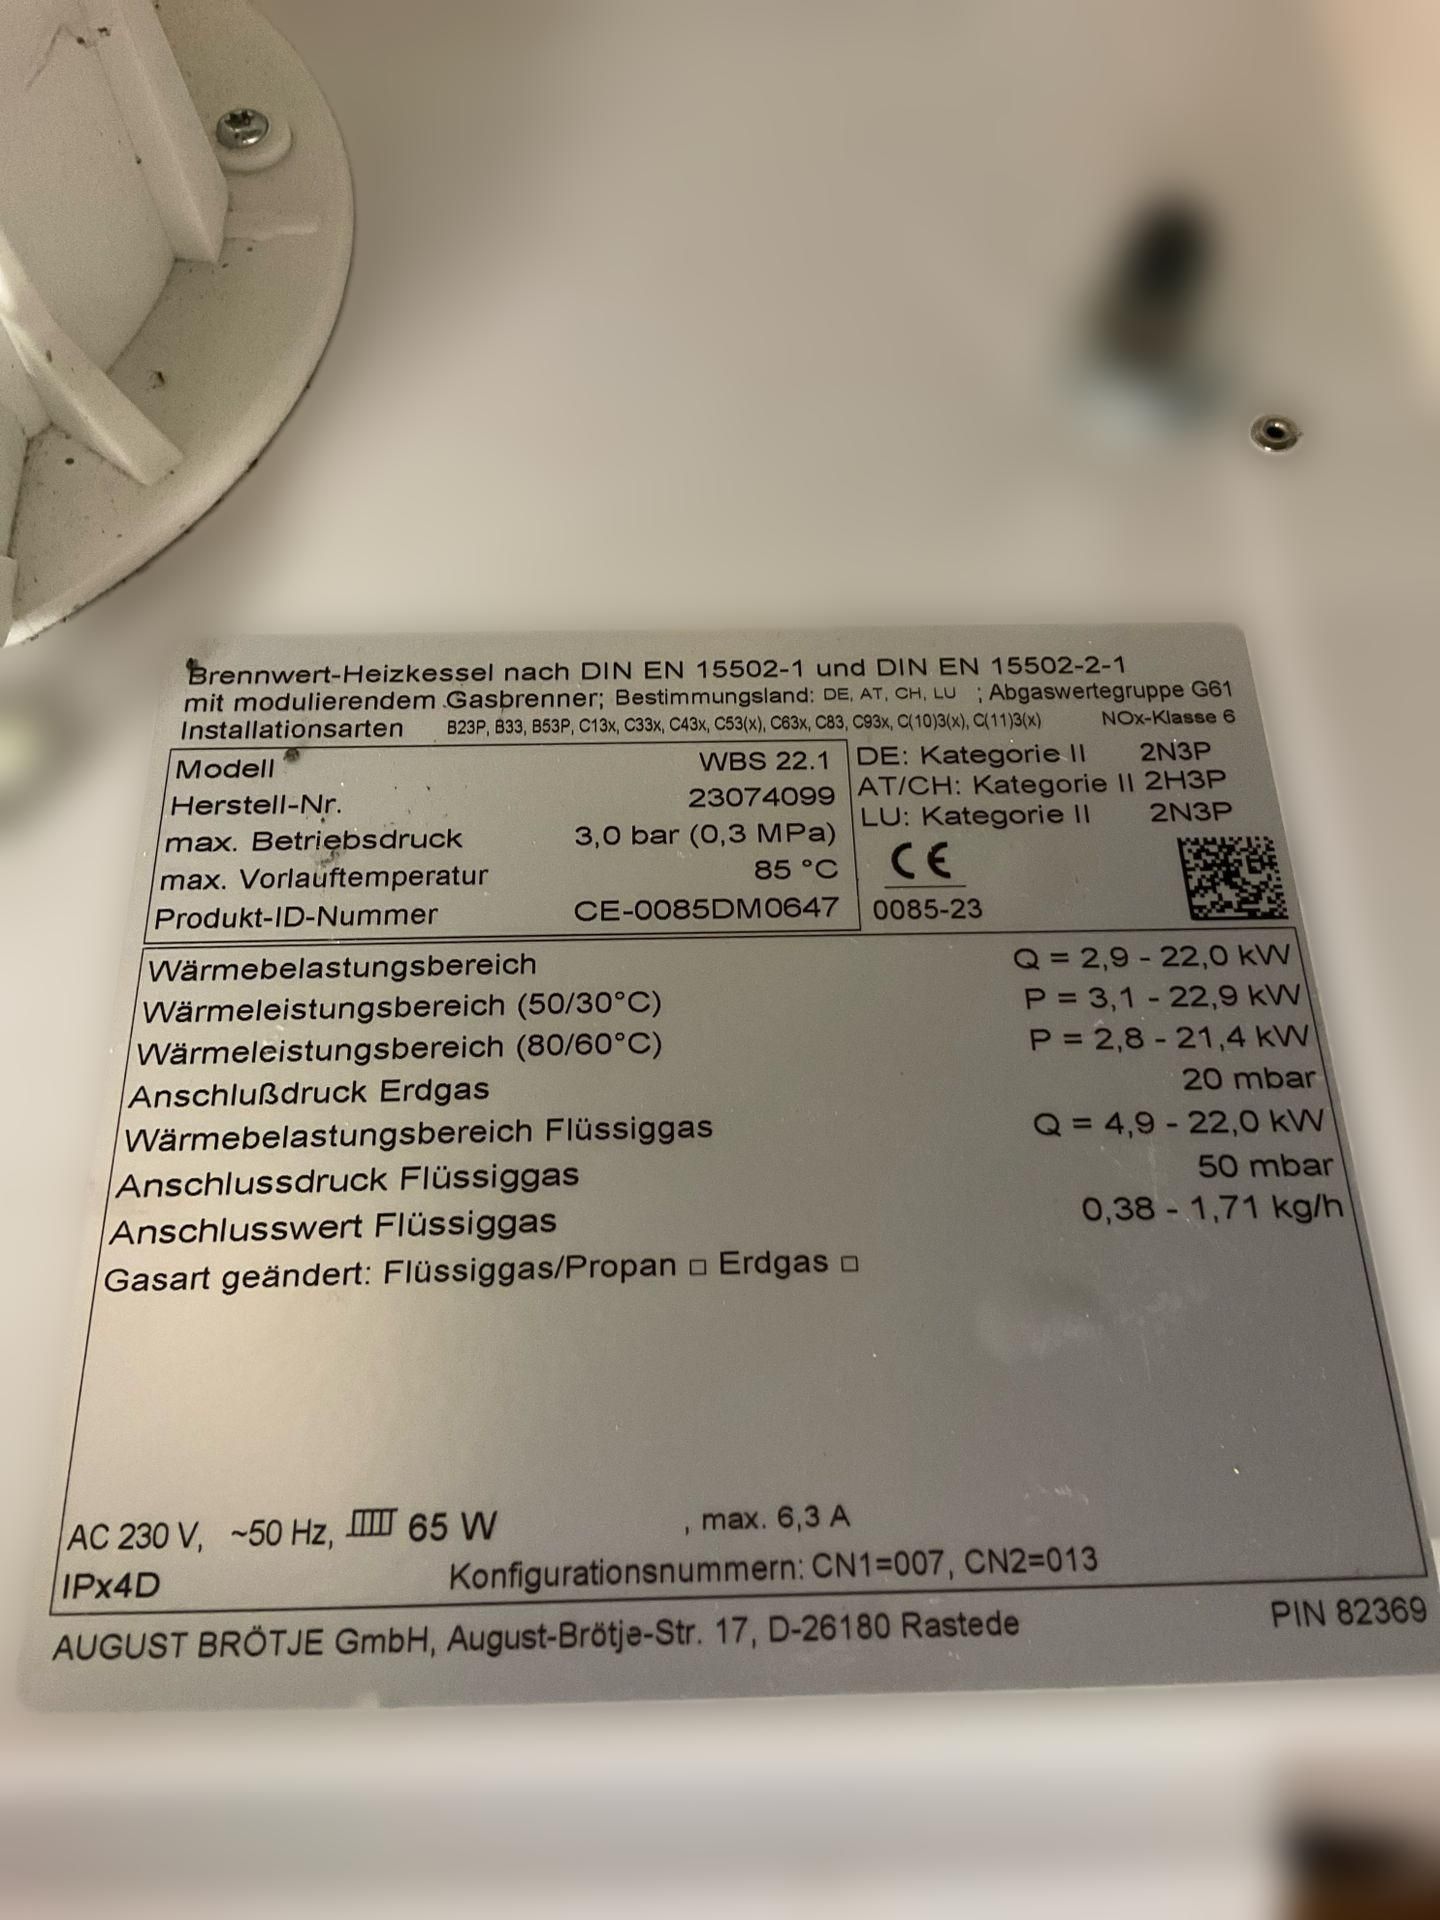 Brennwert-Heizkessel nach DIN EN 15502-1 und DIN EN 15502-2-1
mit modulierendem Gasbrenner; Bestimmungsland: DE, AT, CH, LU ; Abgaswertegruppe G61
Installationsarten B23P, B33, B53P, C13x, C33x, C43x, C53(x), C63x, C83, C93x, C(10)3(x), C(11)3(x) NOx-Klasse 6
Modell WBS 22.1 DE: Kategorie II 2N3P
Herstell-Nr. 23074099 AT/CH: Kategorie II 2H3P
max. Betriebsdruck 3,0 bar (0,3 MPa) LU: Kategorie II 2N3P
max. Vorlauftemperatur 85 °C CE
Produkt-ID-Nummer CE-0085DM0647 0085-23
Wärmebelastungsbereich Q = 2,9 - 22,0 kW
Wärmeleistungsbereich (50/30°C) P = 3,1 - 22,9 kW
Wärmeleistungsbereich (80/60°C) P = 2,8 - 21,4 kW
Anschlußdruck Erdgas 20 mbar
Wärmebelastungsbereich Flüssiggas Q = 4,9 - 22,0 kW
Anschlussdruck Flüssiggas 50 mbar
Anschlusswert Flüssiggas 0,38 - 1,71 kg/h
Gasart geändert: Flüssiggas/Propan □ Erdgas □
AC 230 V, ~50 Hz, 65 W , max. 6,3 A
IPx4D Konfigurationsnummern: CN1=007, CN2=013
AUGUST BRÖTJE GmbH, August-Brötje-Str. 17, D-26180 Rastede PIN 82369